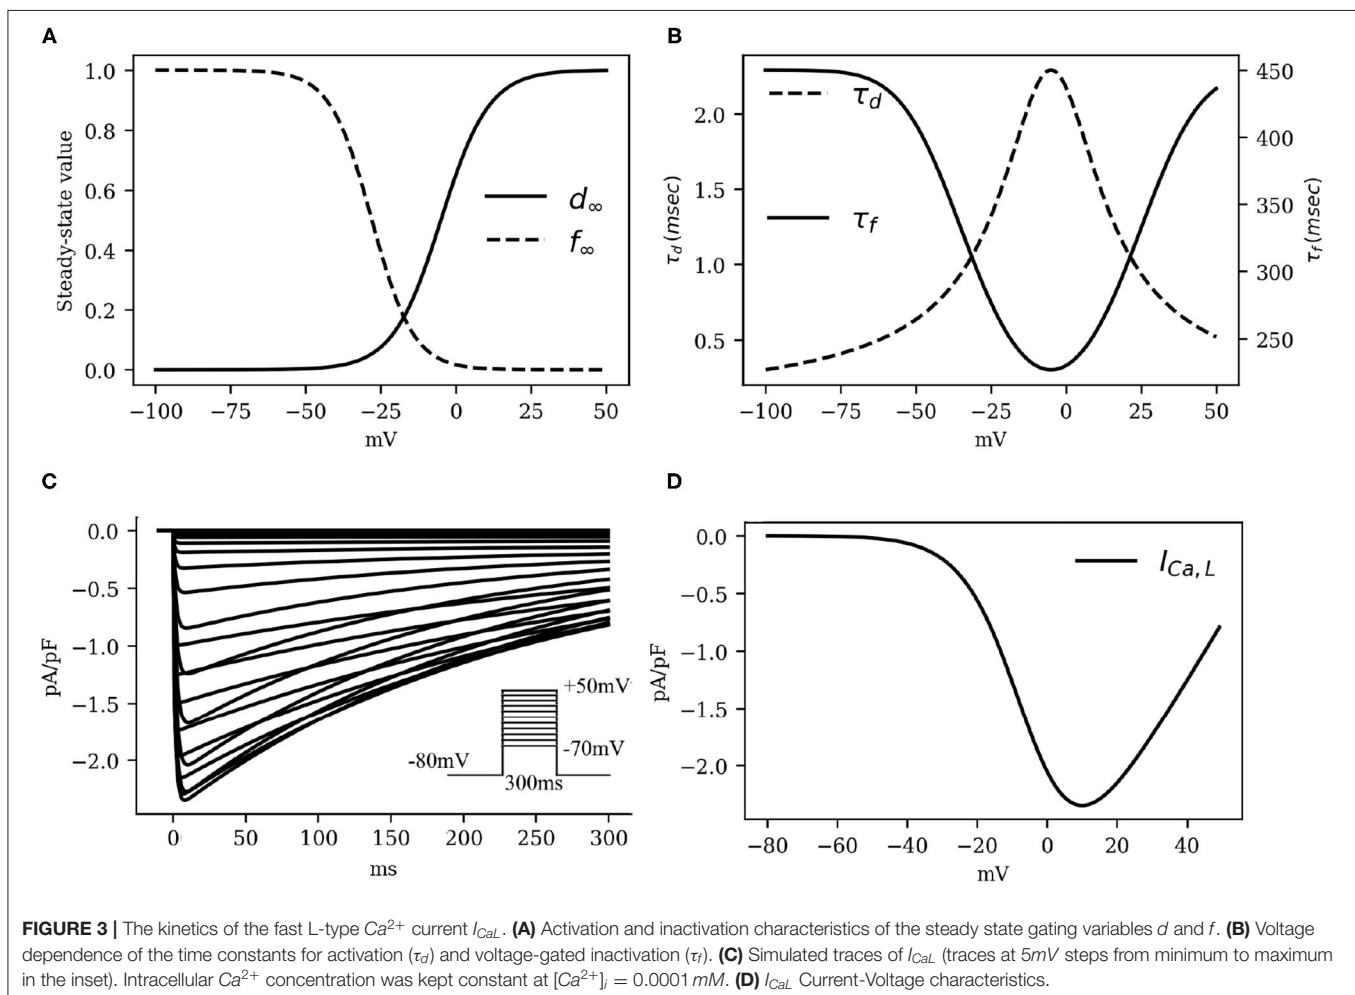 A
Steady-state value
1.0
0.8
0.6
0.4
0.2
0.0
d∞
f∞
−100 −75 −50 −25 0 25 50
mV
B
τd(msec)
2.0
1.5
1.0
0.5
τd
τf
450
400
350
300
250
τf(msec)
−100 −75 −50 −25 0 25 50
mV
C
pA/pF
0.0
−0.5
−1.0
−1.5
−2.0
+50mV
-70mV
-80mV
300ms
0 50 100 150 200 250 300
ms
D
pA/pF
0.0
−0.5
−1.0
−1.5
−2.0
ICa,L
−80 −60 −40 −20 0 20 40
mV
FIGURE 3 | The kinetics of the fast L-type Ca2+ current ICaL. (A) Activation and inactivation characteristics of the steady state gating variables d and f. (B) Voltage
dependence of the time constants for activation (τd) and voltage-gated inactivation (τf). (C) Simulated traces of ICaL (traces at 5mV steps from minimum to maximum
in the inset). Intracellular Ca2+ concentration was kept constant at [Ca2+]i = 0.0001 mM. (D) ICaL Current-Voltage characteristics.